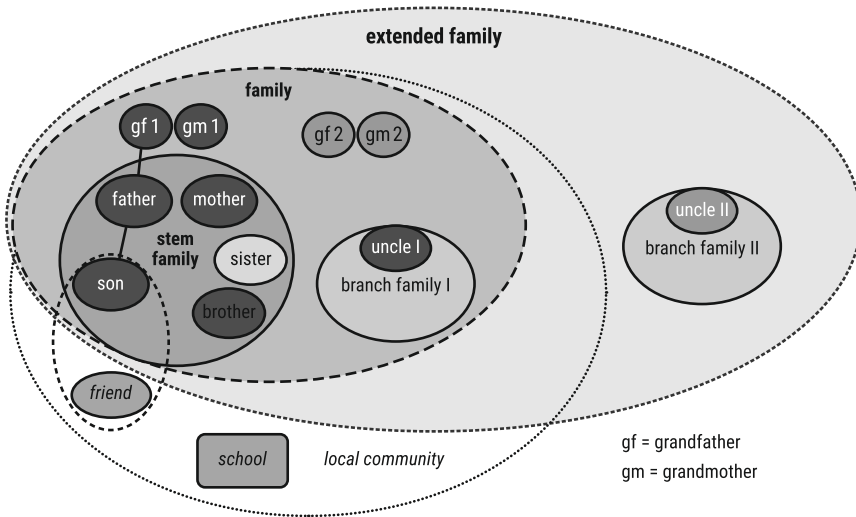 extended family
family
gf 1
gm 1
gf 2
gm 2
father
mother
stem
family
sister
son
brother
uncle I
branch family I
uncle II
branch family II
friend
school
local community
gf = grandfather
gm = grandmother